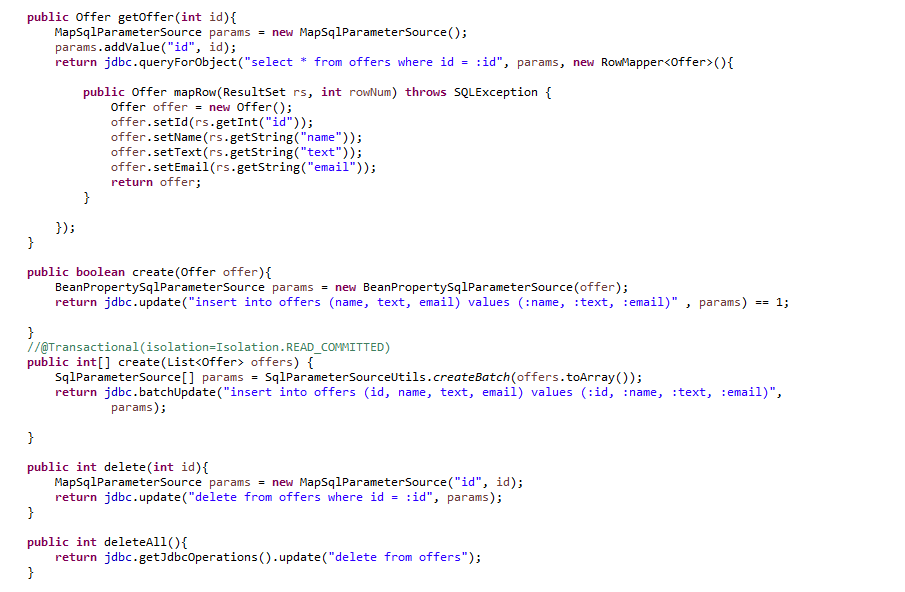 public Offer getOffer(int id){
MapSqlParameterSource params = new MapSqlParameterSource();
params.addValue("id", id);
return jdbc.queryForObject("select * from offers where id = :id", params, new RowMapper<Offer>(){
public Offer mapRow(ResultSet rs, int rowNum) throws SQLException {
Offer offer = new Offer();
offer.setId(rs.getInt("id"));
offer.setName(rs.getString("name"));
offer.setText(rs.getString("text"));
offer.setEmail(rs.getString("email"));
return offer;
}
});
}
public boolean create(Offer offer){
BeanPropertySqlParameterSource params = new BeanPropertySqlParameterSource(offer);
return jdbc.update("insert into offers (name, text, email) values (:name, :text, :email)" , params) == 1;
}
//@Transactional(isolation=Isolation.READ_COMMITTED)
public int[] create(List<Offer> offers) {
SqlParameterSource[] params = SqlParameterSourceUtils.createBatch(offers.toArray());
return jdbc.batchUpdate("insert into offers (id, name, text, email) values (:id, :name, :text, :email)",
params);
}
public int delete(int id){
MapSqlParameterSource params = new MapSqlParameterSource("id", id);
return jdbc.update("delete from offers where id = :id", params);
}
public int deleteAll(){
return jdbc.getJdbcOperations().update("delete from offers");
}